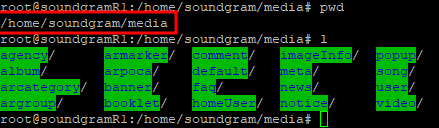 root@soundgramR1:/home/soundgram/media# pwd
/home/soundgram/media
root@soundgramR1:/home/soundgram/media# l
agency/ armarker/ comment/ imageInfo/ popup/
album/ arpoca/ default/ meta/ song/
arcategory/ banner/ faq/ news/ user/
argroup/ booklet/ homeUser/ notice/ video/
root@soundgramR1:/home/soundgram/media#